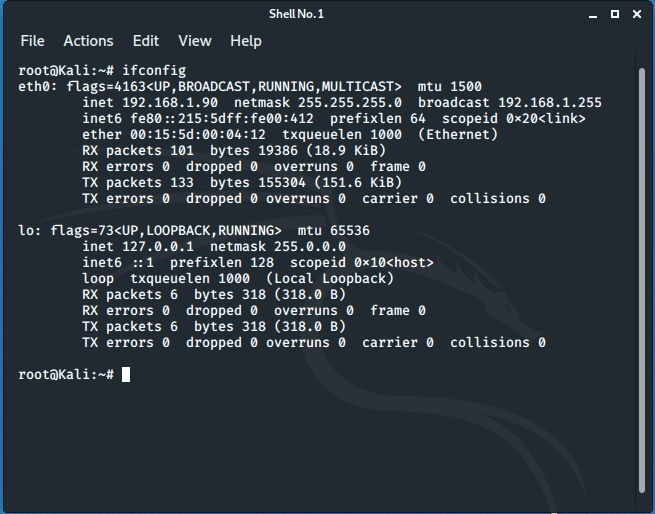 Shell No. 1
File Actions Edit View Help
root@Kali:~# ifconfig
eth0: flags=4163<UP,BROADCAST,RUNNING,MULTICAST>  mtu 1500
        inet 192.168.1.90  netmask 255.255.255.0  broadcast 192.168.1.255
        inet6 fe80::215:5dff:fe00:412  prefixlen 64  scopeid 0×20<link>
        ether 00:15:5d:00:04:12  txqueuelen 1000  (Ethernet)
        RX packets 101  bytes 19386 (18.9 KiB)
        RX errors 0  dropped 0  overruns 0  frame 0
        TX packets 133  bytes 155304 (151.6 KiB)
        TX errors 0  dropped 0 overruns 0  carrier 0  collisions 0
lo: flags=73<UP,LOOPBACK,RUNNING>  mtu 65536
        inet 127.0.0.1  netmask 255.0.0.0
        inet6 ::1  prefixlen 128  scopeid 0×10<host>
        loop  txqueuelen 1000  (Local Loopback)
        RX packets 6  bytes 318 (318.0 B)
        RX errors 0  dropped 0  overruns 0  frame 0
        TX packets 6  bytes 318 (318.0 B)
        TX errors 0  dropped 0 overruns 0  carrier 0  collisions 0
root@Kali:~#